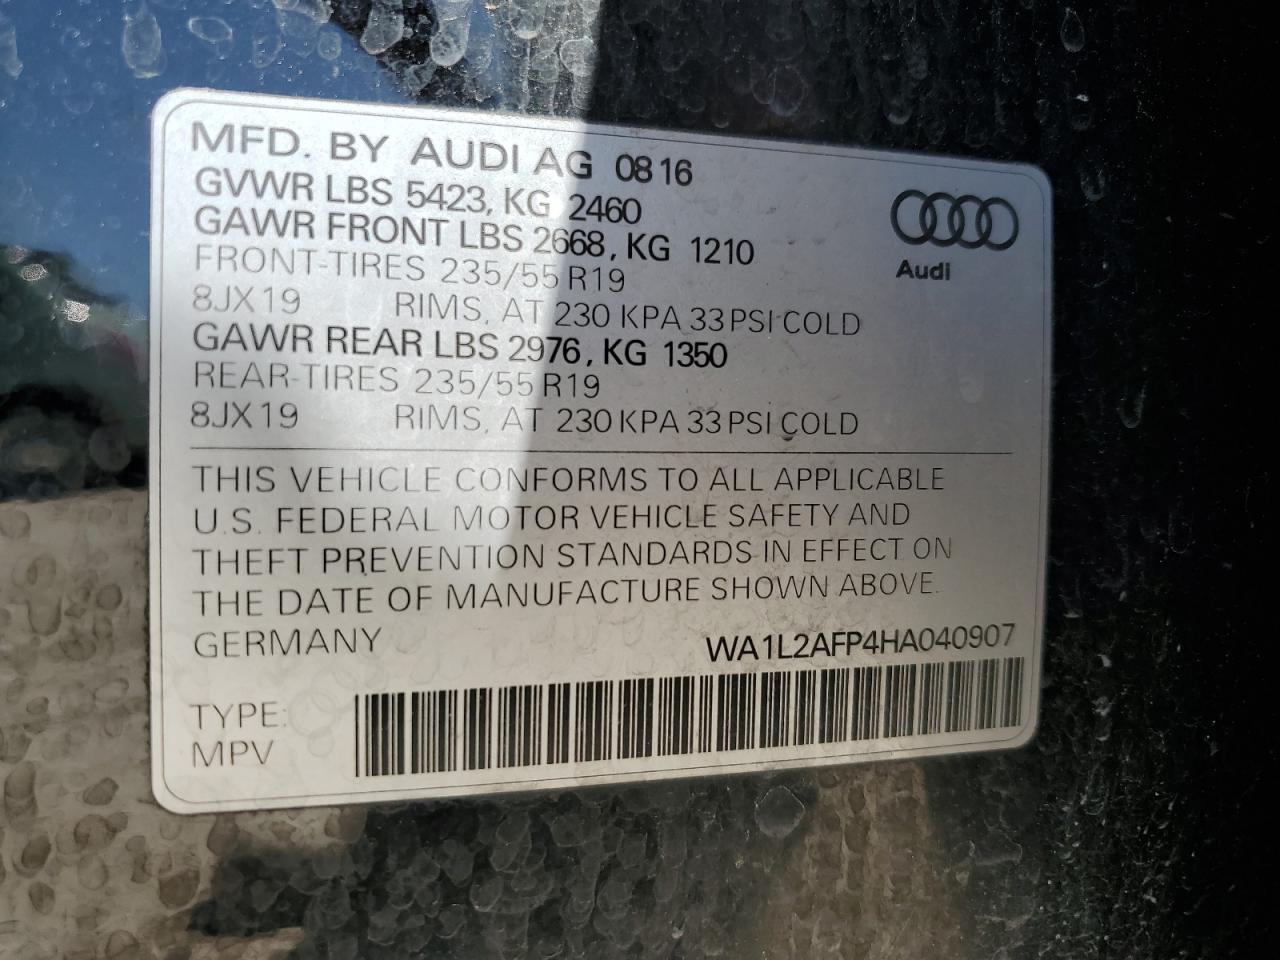 MFD. BY AUDI AG 0816
GVWR LBS 5423, KG 2460
GAWR FRONT LBS 2668, KG 1210
FRONT-TIRES 235/55 R19
8JX19 RIMS, AT 230 KPA 33 PSI COLD
GAWR REAR LBS 2976, KG 1350
REAR-TIRES 235/55 R19
8JX19 RIMS, AT 230 KPA 33 PSI COLD
Audi
THIS VEHICLE CONFORMS TO ALL APPLICABLE
U.S. FEDERAL MOTOR VEHICLE SAFETY AND
THEFT PREVENTION STANDARDS IN EFFECT ON
THE DATE OF MANUFACTURE SHOWN ABOVE.
GERMANY WA1L2AFP4HA040907
TYPE:
MPV